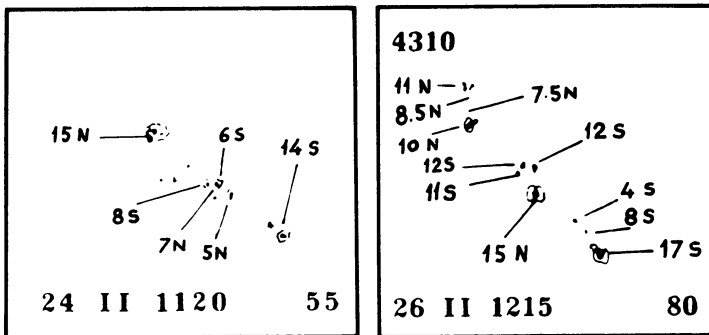 15 N
6 S
14 S
8 S
7 N
5 N
24 II 1120 55
4310
11 N
8.5 N
7.5 N
10 N
12 S
12 S
11 S
4 S
8 S
15 N
17 S
26 II 1215 80